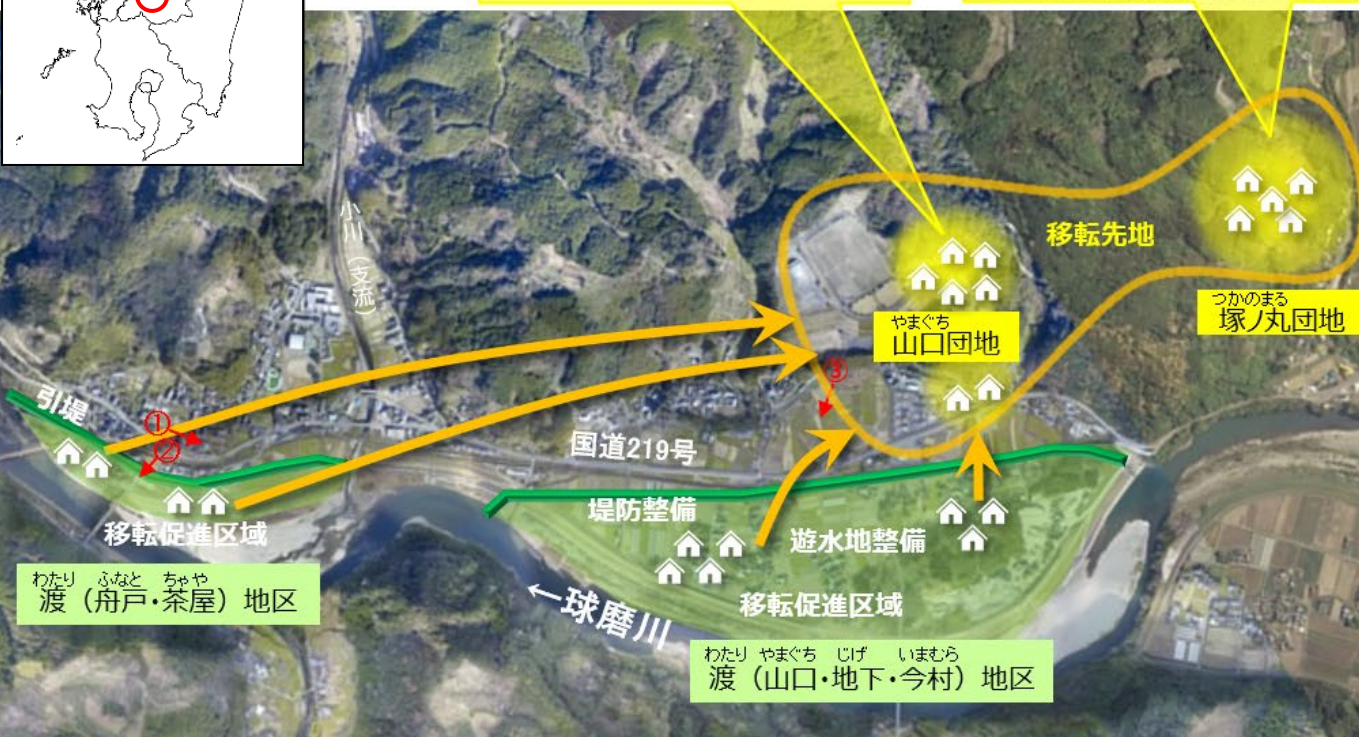 小川（支流）
移転先地
つかのまる
塚ノ丸団地
やまぐち
山口団地
③
引堤
①
②
国道219号
堤防整備
遊水地整備
移転促進区域
わたり ふなと ちゃや
渡（舟戸・茶屋）地区
移転促進区域
←球磨川
わたり やまぐち じげ いまむら
渡（山口・地下・今村）地区